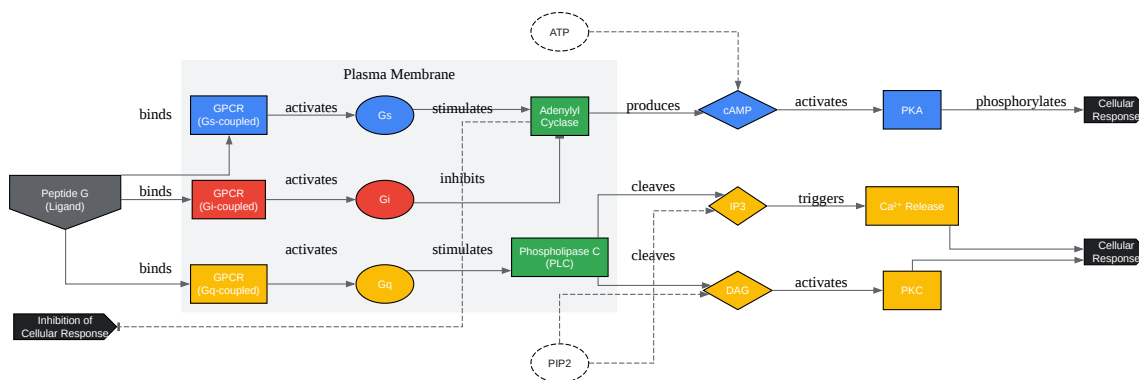 ATP
Plasma Membrane
binds
GPCR
(Gs-coupled)
activates
Gs
stimulates
Adenylyl
Cyclase
produces
cAMP
activates
PKA
phosphorylates
Cellular
Response
Peptide G
(Ligand)
binds
GPCR
(Gi-coupled)
activates
Gi
inhibits
cleaves
IP3
triggers
Ca²⁺ Release
binds
GPCR
(Gq-coupled)
activates
Gq
stimulates
Phospholipase C
(PLC)
cleaves
DAG
activates
PKC
Cellular
Response
Inhibition of
Cellular Response
PIP2